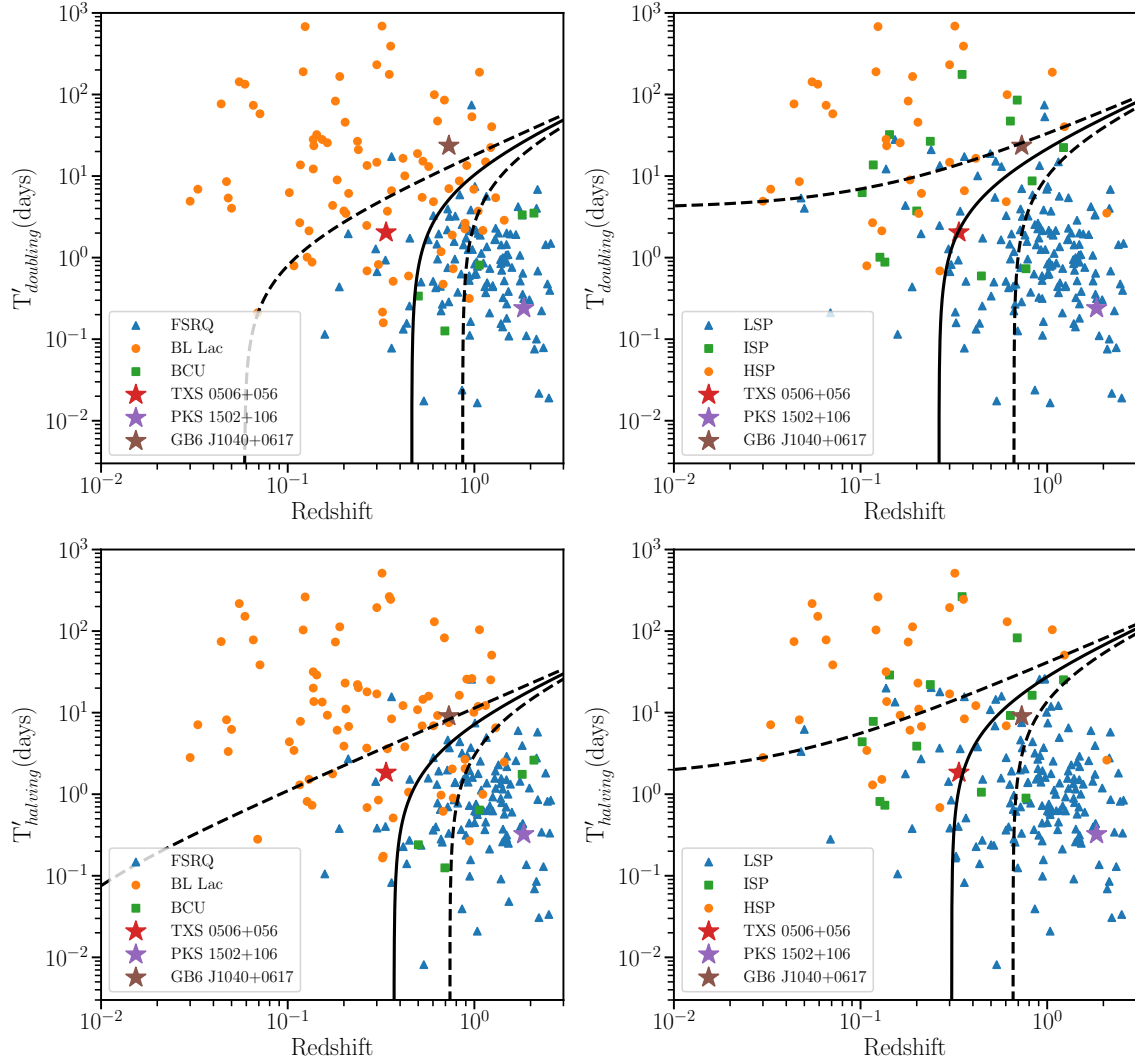 10^3
10^2
10^1
10^0
10^-1
10^-2
T′_doubling(days)
FSRQ
BL Lac
BCU
TXS 0506+056
PKS 1502+106
GB6 J1040+0617
10^-2
10^-1
10^0
Redshift
10^3
10^2
10^1
10^0
10^-1
10^-2
T′_doubling(days)
LSP
ISP
HSP
TXS 0506+056
PKS 1502+106
GB6 J1040+0617
10^-2
10^-1
10^0
Redshift
10^3
10^2
10^1
10^0
10^-1
10^-2
T′_halving(days)
FSRQ
BL Lac
BCU
TXS 0506+056
PKS 1502+106
GB6 J1040+0617
10^-2
10^-1
10^0
Redshift
10^3
10^2
10^1
10^0
10^-1
10^-2
T′_halving(days)
LSP
ISP
HSP
TXS 0506+056
PKS 1502+106
GB6 J1040+0617
10^-2
10^-1
10^0
Redshift